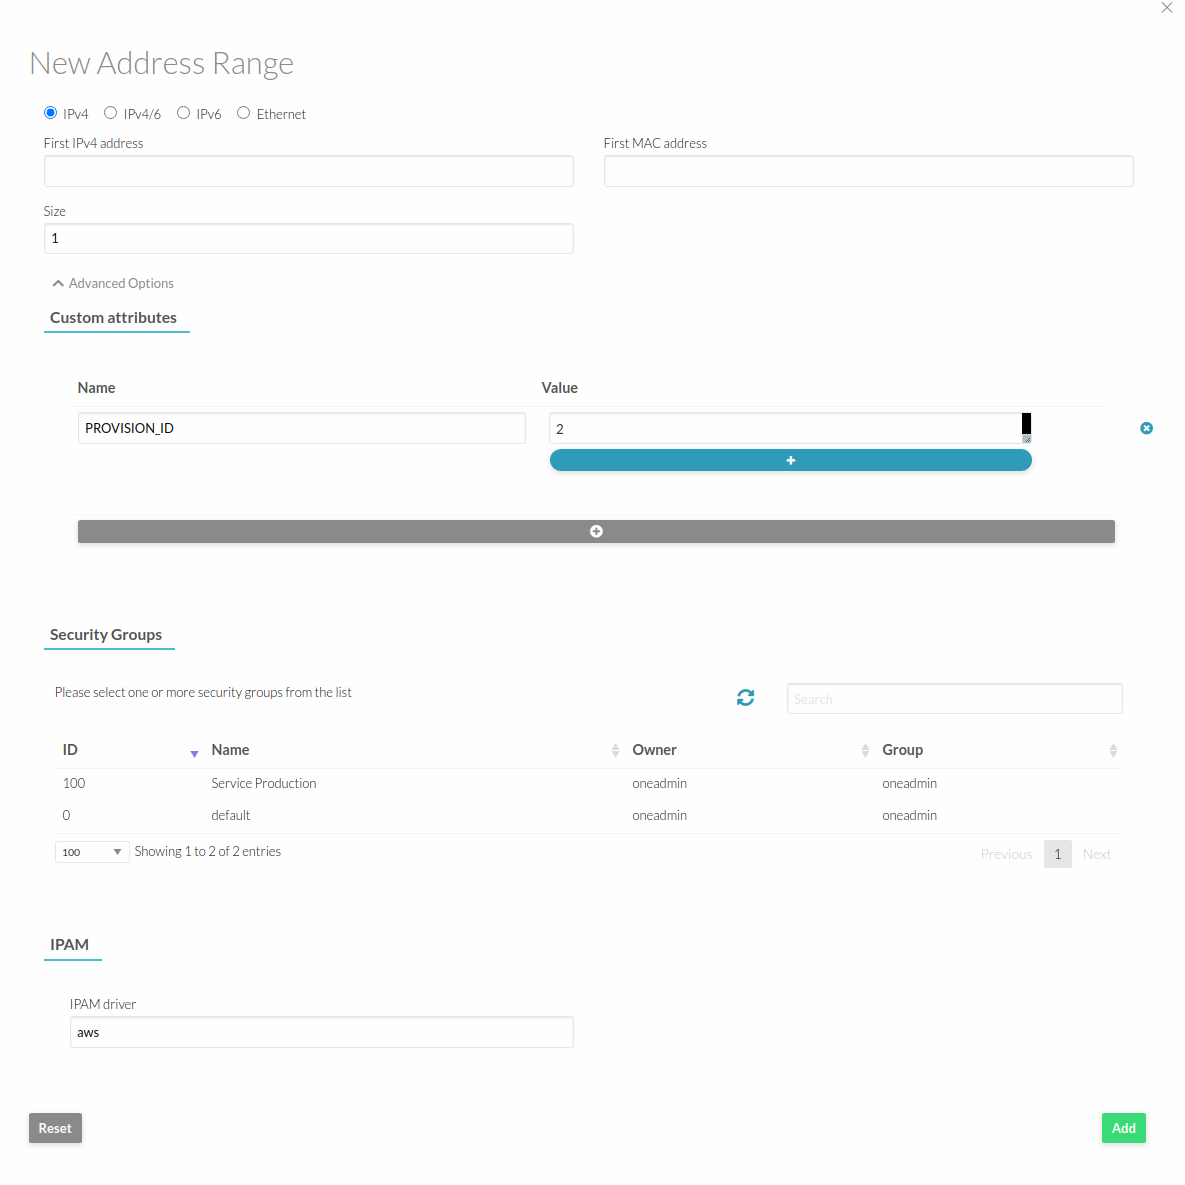 New Address Range
IPv4 IPv4/6 IPv6 Ethernet
First IPv4 address First MAC address
Size
1
Advanced Options
Custom attributes
Name Value
PROVISION_ID 2
Security Groups
Please select one or more security groups from the list Search
ID Name Owner Group
100 Service Production oneadmin oneadmin
0 default oneadmin oneadmin
100 Showing 1 to 2 of 2 entries Previous 1 Next
IPAM
IPAM driver
aws
Reset Add